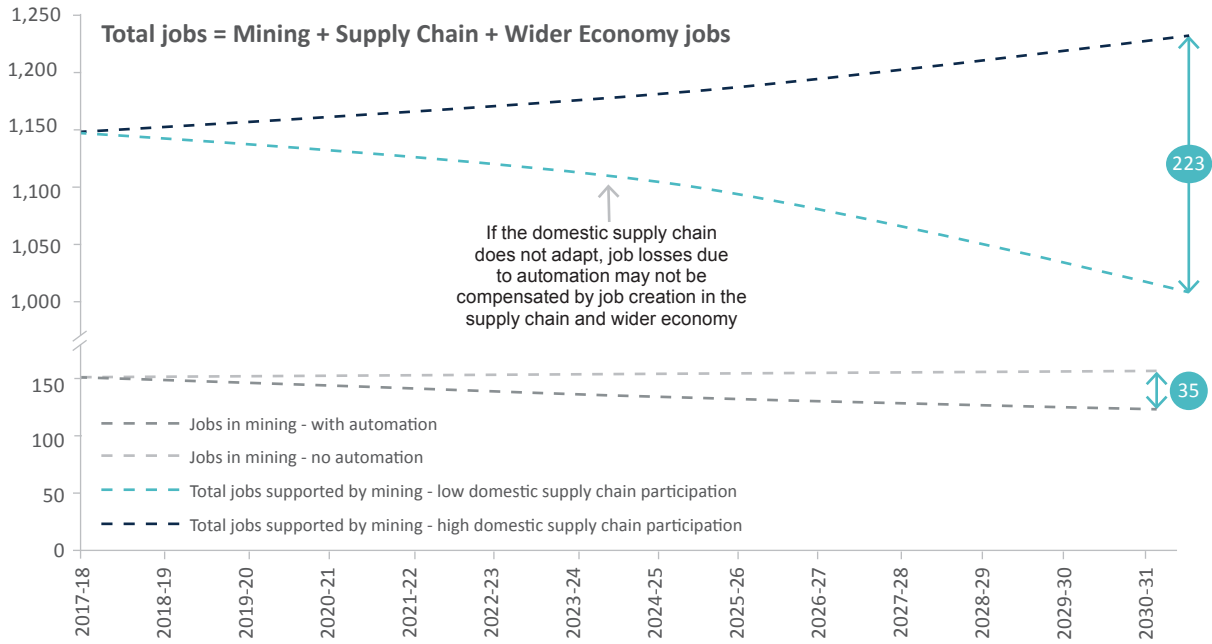 1,250
Total jobs = Mining + Supply Chain + Wider Economy jobs
1,200
1,150
223
1,100
If the domestic supply chain
does not adapt, job losses due
to automation may not be
compensated by job creation in the
supply chain and wider economy
1,050
1,000
150
35
Jobs in mining - with automation
100
Jobs in mining - no automation
Total jobs supported by mining - low domestic supply chain participation
50
Total jobs supported by mining - high domestic supply chain participation
0
2017-18
2018-19
2019-20
2020-21
2021-22
2022-23
2023-24
2024-25
2025-26
2026-27
2027-28
2028-29
2029-30
2030-31